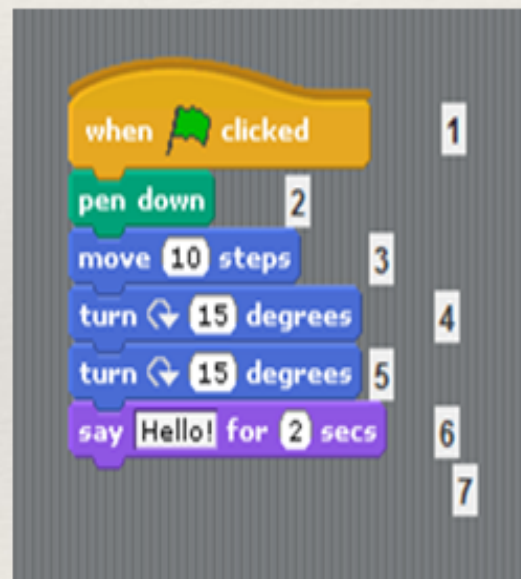 when clicked 1
pen down 2
move 10 steps 3
turn 15 degrees 4
turn 15 degrees 5
say Hello! for 2 secs 6
7